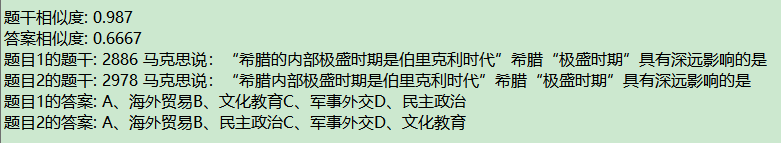 题干相似度: 0.987
答案相似度: 0.6667
题目1的题干: 2886 马克思说：“希腊的内部极盛时期是伯里克利时代”希腊“极盛时期”具有深远影响的是
题目2的题干: 2978 马克思说：“希腊内部极盛时期是伯里克利时代”希腊“极盛时期”具有深远影响的是
题目1的答案: A、海外贸易B、文化教育C、军事外交D、民主政治
题目2的答案: A、海外贸易B、民主政治C、军事外交D、文化教育